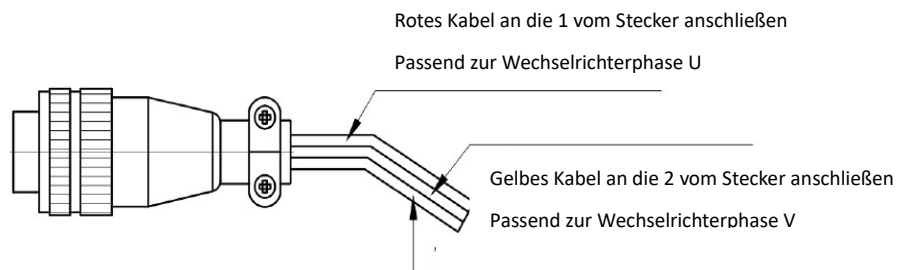 Rotes Kabel an die 1 vom Stecker anschließen
Passend zur Wechselrichterphase U
Gelbes Kabel an die 2 vom Stecker anschließen
Passend zur Wechselrichterphase V